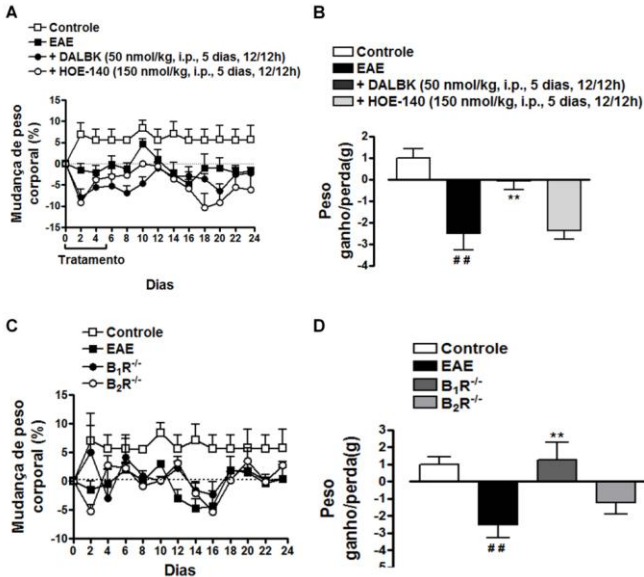 A
Controle
EAE
+ DALBK (50 nmol/kg, i.p., 5 dias, 12/12h)
+ HOE-140 (150 nmol/kg, i.p., 5 dias, 12/12h)
Mudança de peso
corporal (%)
15
10
5
0
-5
-10
-15
0 2 4 6 8 10 12 14 16 18 20 22 24
Tratamento
Dias
B
Controle
EAE
+ DALBK (50 nmol/kg, i.p., 5 dias, 12/12h)
+ HOE-140 (150 nmol/kg, i.p., 5 dias, 12/12h)
Peso
ganho/perda(g)
2
1
0
-1
-2
-3
-4
**
##
C
Controle
EAE
B₁R⁻/⁻
B₂R⁻/⁻
Mudança de peso
corporal (%)
15
10
5
0
-5
-10
0 2 4 6 8 10 12 14 16 18 20 22 24
Dias
D
Controle
EAE
B₁R⁻/⁻
B₂R⁻/⁻
Peso
ganho/perda(g)
3
2
1
0
-1
-2
-3
-4
**
##